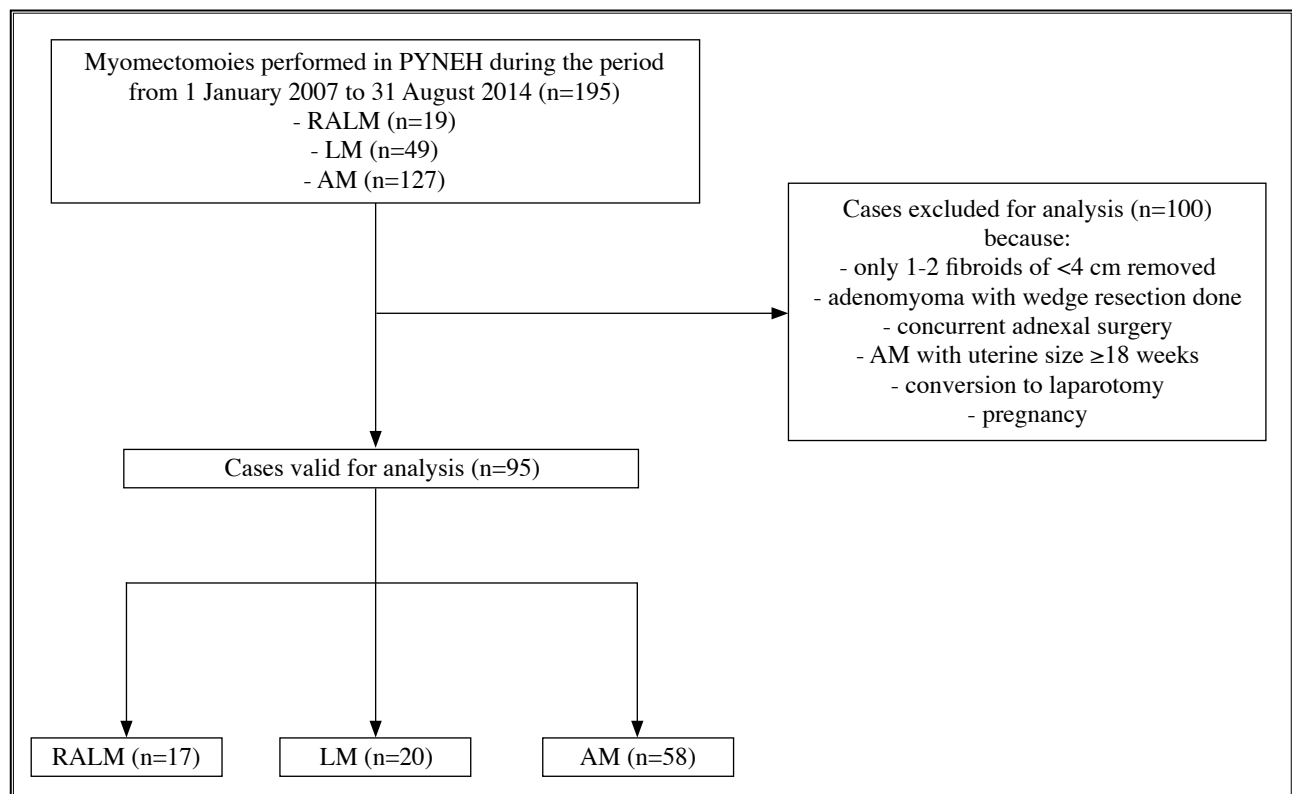 Myomectomoies performed in PYNEH during the period
from 1 January 2007 to 31 August 2014 (n=195)
- RALM (n=19)
- LM (n=49)
- AM (n=127)
Cases excluded for analysis (n=100)
because:
- only 1-2 fibroids of <4 cm removed
- adenomyoma with wedge resection done
- concurrent adnexal surgery
- AM with uterine size ≥18 weeks
- conversion to laparotomy
- pregnancy
Cases valid for analysis (n=95)
RALM (n=17)
LM (n=20)
AM (n=58)